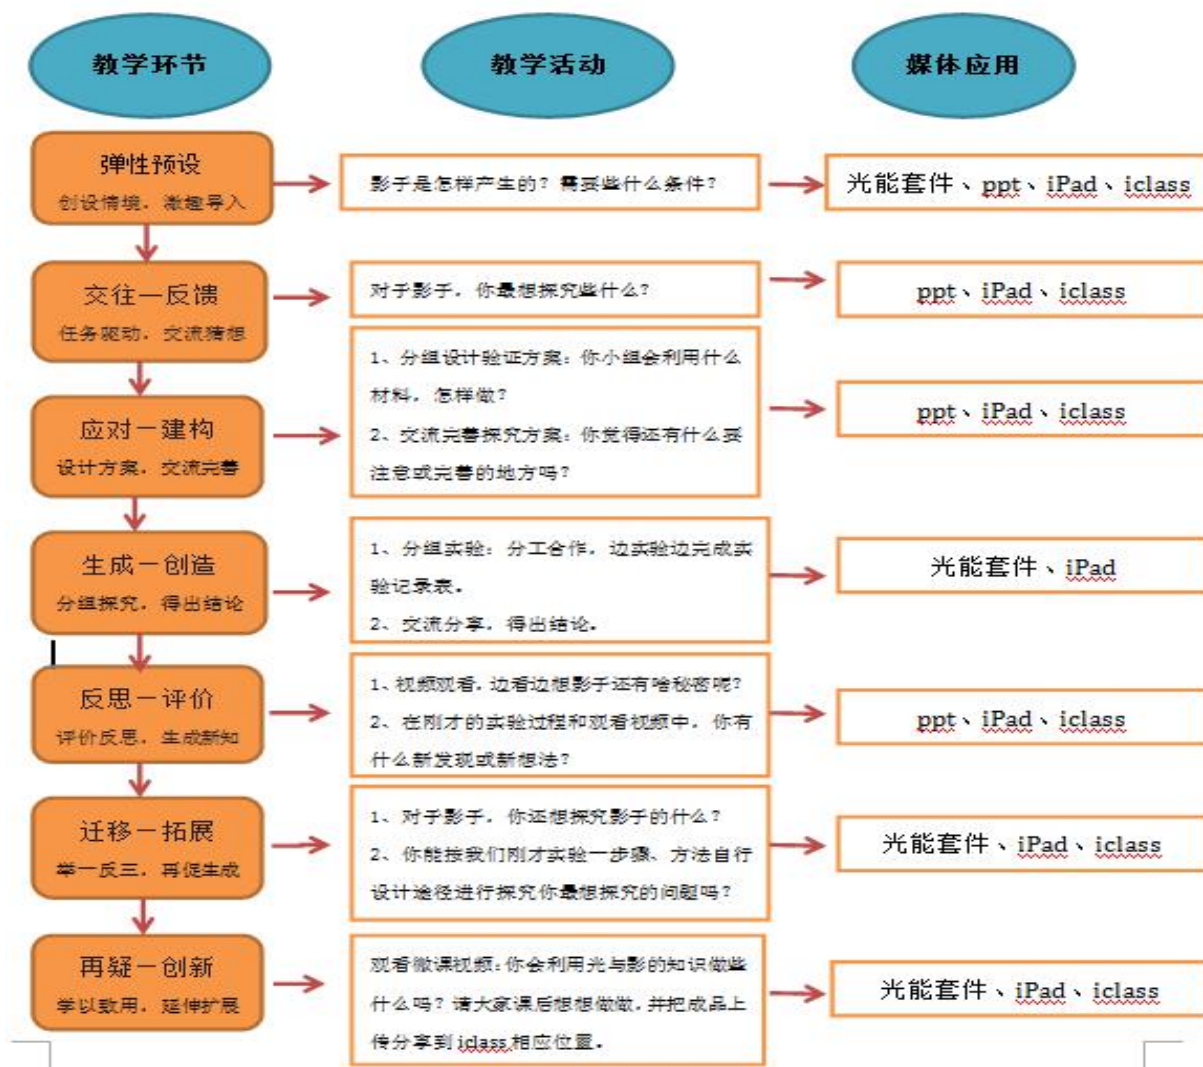 教学环节
教学活动
媒体应用
弹性预设
创设情境，激趣导入
影子是怎样产生的？需要些什么条件？
光能套件、ppt、iPad、iclass
交往－反馈
任务驱动，交流猜想
对于影子，你最想探究些什么？
ppt、iPad、iclass
应对－建构
设计方案，交流完善
1、分组设计验证方案：你小组会利用什么
材料，怎样做？
2、交流完善探究方案：你觉得还有什么要
注意或完善的地方吗？
ppt、iPad、iclass
生成－创造
分组探究，得出结论
1、分组实验：分工合作，边实验边完成实
验记录表。
2、交流分享，得出结论。
光能套件、iPad
反思－评价
评价反思，生成新知
1、视频观看，边看边想影子还有啥秘密呢？
2、在刚才的实验过程和观看视频中，你有
什么新发现或新想法？
ppt、iPad、iclass
迁移－拓展
举一反三，再促生成
1、对于影子，你还想探究影子的什么？
2、你能按我们刚才实验一步骤、方法自行
设计途径进行探究你最想探究的问题吗？
光能套件、iPad、iclass
再疑－创新
学以致用，延伸扩展
观看微课视频：你会利用光与影的知识做些
什么吗？请大家课后想想做做，并把成品上
传分享到iclass相应位置。
光能套件、iPad、iclass